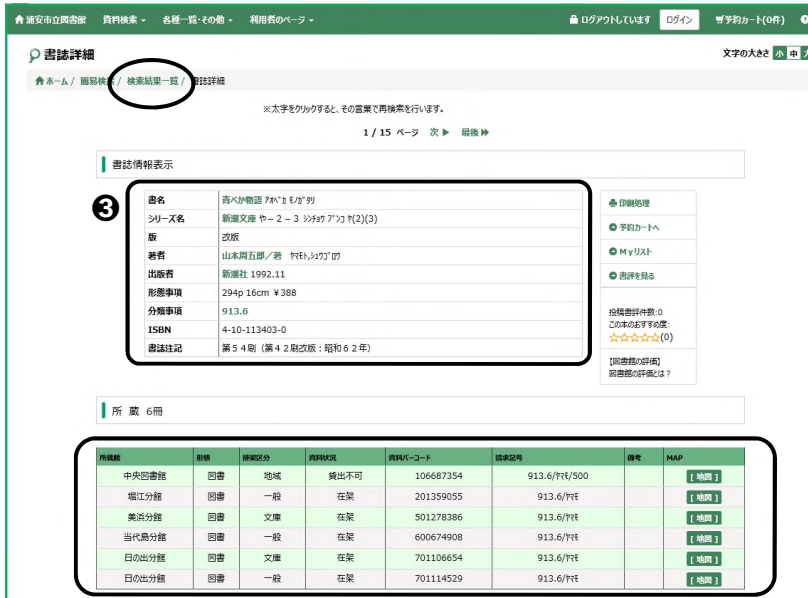 浦安市立図書館 資料検索 各種一覧・その他 利用者のページ ログアウトしています ログイン 予約カート(0件)
書誌詳細 文字の大きさ 小 中 大
ホーム / 簡易検索 / 検索結果一覧 / 書誌詳細
※太字をクリックすると、その言葉で再検索を行います。
1 / 15 ページ 次 ▶ 最後 ▶▶
書誌情報表示
❸
書名 青べか物語 ｱｵﾍﾞｶ ﾓﾉｶﾞﾀﾘ
シリーズ名 新潮文庫 や－２－３ ｼﾝﾁｮｳ ﾌﾞﾝｺ ﾔ(2)(3)
版 改版
著者 山本周五郎／著 ﾔﾏﾓﾄ,ｼｭｳｺﾞﾛｳ
出版者 新潮社 1992.11
形態事項 294p 16cm ¥388
分類事項 913.6
ISBN 4-10-113403-0
書誌注記 第５４刷（第４２刷改版：昭和６２年）
印刷処理
予約カートへ
Ｍｙリスト
書評を見る
投稿書評件数:0
この本のおすすめ度:
☆☆☆☆☆(0)
【図書館の評価】
図書館の評価とは？
所 蔵 6冊
所蔵館 形態 排架区分 資料状況 資料バーコード 請求記号 備考 MAP
中央図書館 図書 地域 貸出不可 106687354 913.6/ﾔﾏﾓ/500 [ 地図 ]
堀江分館 図書 一般 在架 201359055 913.6/ﾔﾏﾓ [ 地図 ]
美浜分館 図書 文庫 在架 501278386 913.6/ﾔﾏﾓ [ 地図 ]
当代島分館 図書 一般 在架 600674908 913.6/ﾔﾏﾓ [ 地図 ]
日の出分館 図書 文庫 在架 701106654 913.6/ﾔﾏﾓ [ 地図 ]
日の出分館 図書 一般 在架 701114529 913.6/ﾔﾏﾓ [ 地図 ]